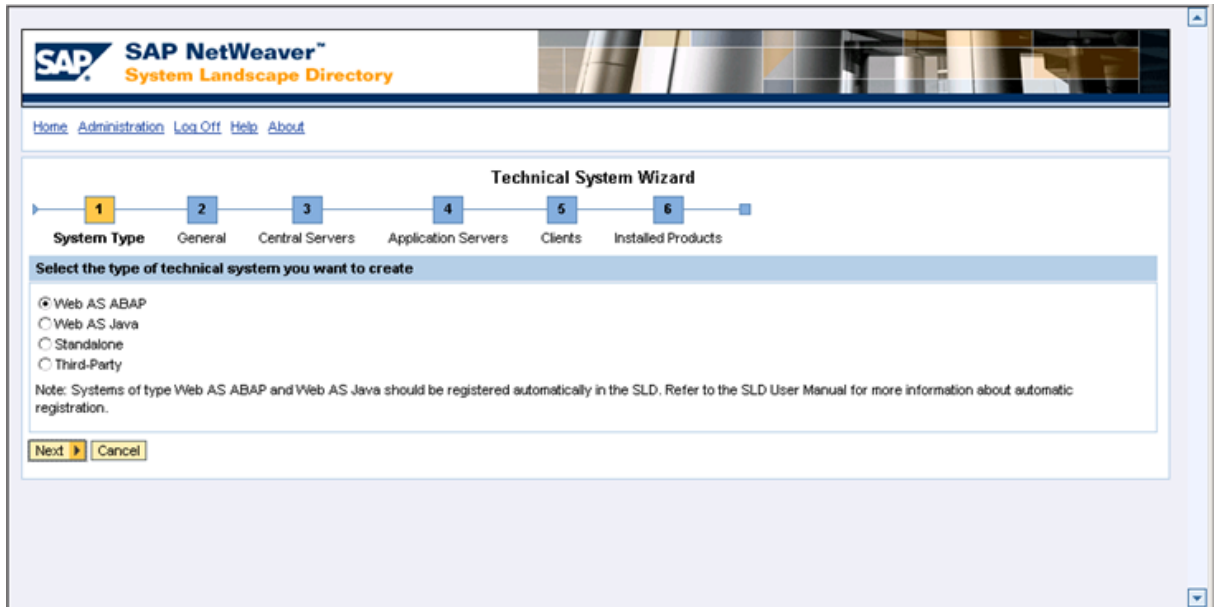 SAP
SAP NetWeaver™
System Landscape Directory
Home Administration Log Off Help About
Technical System Wizard
1 2 3 4 5 6
System Type General Central Servers Application Servers Clients Installed Products
Select the type of technical system you want to create
Web AS ABAP
Web AS Java
Standalone
Third-Party
Note: Systems of type Web AS ABAP and Web AS Java should be registered automatically in the SLD. Refer to the SLD User Manual for more information about automatic
registration.
Next Cancel